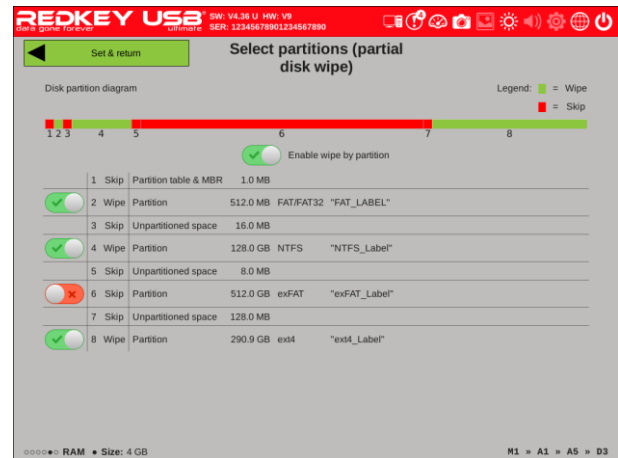 REDKEY USB®
data gone forever ultimate
SW: V4.36 U HW: V9
SER: 12345678901234567890
Set & return
Select partitions (partial
disk wipe)
Disk partition diagram
Legend: = Wipe
= Skip
1 2 3 4 5 6 7 8
Enable wipe by partition
1 Skip Partition table & MBR 1.0 MB
2 Wipe Partition 512.0 MB FAT/FAT32 "FAT_LABEL"
3 Skip Unpartitioned space 16.0 MB
4 Wipe Partition 128.0 GB NTFS "NTFS_Label"
5 Skip Unpartitioned space 8.0 MB
6 Skip Partition 512.0 GB exFAT "exFAT_Label"
7 Skip Unpartitioned space 128.0 MB
8 Wipe Partition 290.9 GB ext4 "ext4_Label"
RAM • Size: 4 GB
M1 » A1 » A5 » D3